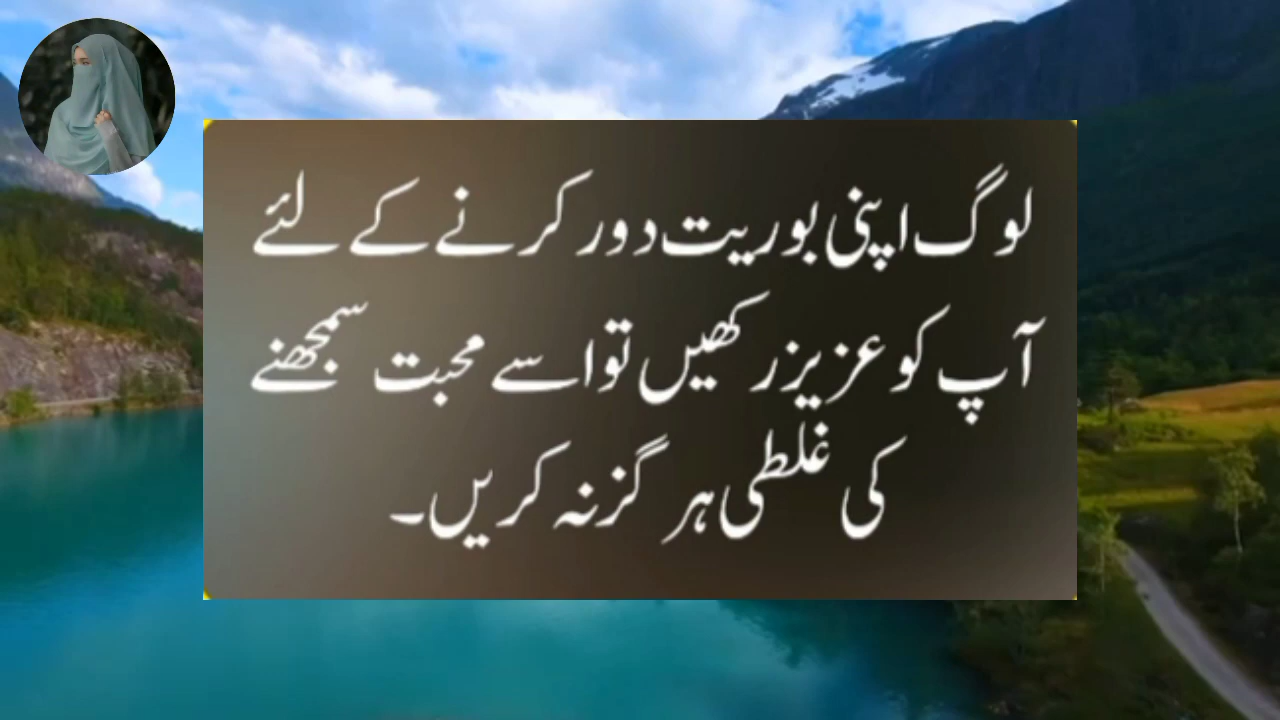 لوگ اپنی بوریت دور کرنے کے لئے
آپ کو عزیز رکھیں تو اسے محبت سمجھنے
کی غلطی ہر گز نہ کریں۔